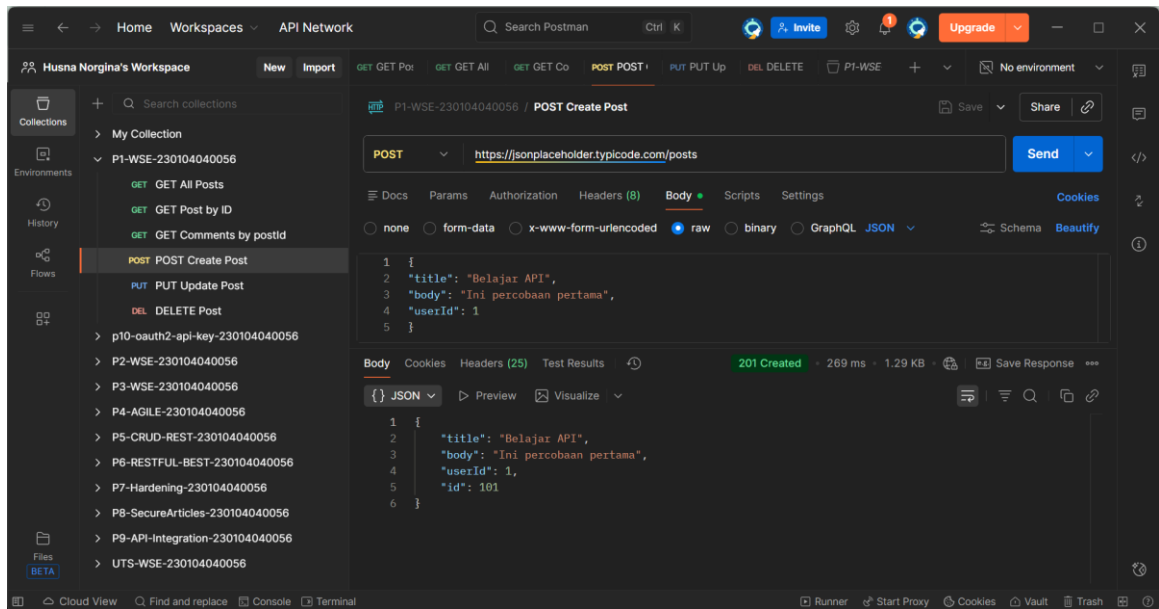 Home Workspaces API Network Search Postman Ctrl K Invite 1 Upgrade
Husna Norgina's Workspace New Import GET GET Po GET GET All GET GET Co POST POST PUT PUT Up DEL DELETE P1-WSE No environment
Collections
Environments
History
Flows
Files
BETA
Search collections
My Collection
P1-WSE-230104040056
GET GET All Posts
GET GET Post by ID
GET GET Comments by postId
POST POST Create Post
PUT PUT Update Post
DEL DELETE Post
p10-oauth2-api-key-230104040056
P2-WSE-230104040056
P3-WSE-230104040056
P4-AGILE-230104040056
P5-CRUD-REST-230104040056
P6-RESTFUL-BEST-230104040056
P7-Hardening-230104040056
P8-SecureArticles-230104040056
P9-API-Integration-230104040056
UTS-WSE-230104040056
HTTP P1-WSE-230104040056 / POST Create Post Save Share
POST https://jsonplaceholder.typicode.com/posts Send
Docs Params Authorization Headers (8) Body Scripts Settings Cookies
none form-data x-www-form-urlencoded raw binary GraphQL JSON Schema Beautify
1 {
2 "title": "Belajar API",
3 "body": "Ini percobaan pertama",
4 "userId": 1
5 }
Body Cookies Headers (25) Test Results 201 Created 269 ms 1.29 KB e.g. Save Response
{} JSON Preview Visualize
1 {
2 "title": "Belajar API",
3 "body": "Ini percobaan pertama",
4 "userId": 1,
5 "id": 101
6 }
Cloud View Find and replace Console Terminal Runner Start Proxy Cookies Vault Trash